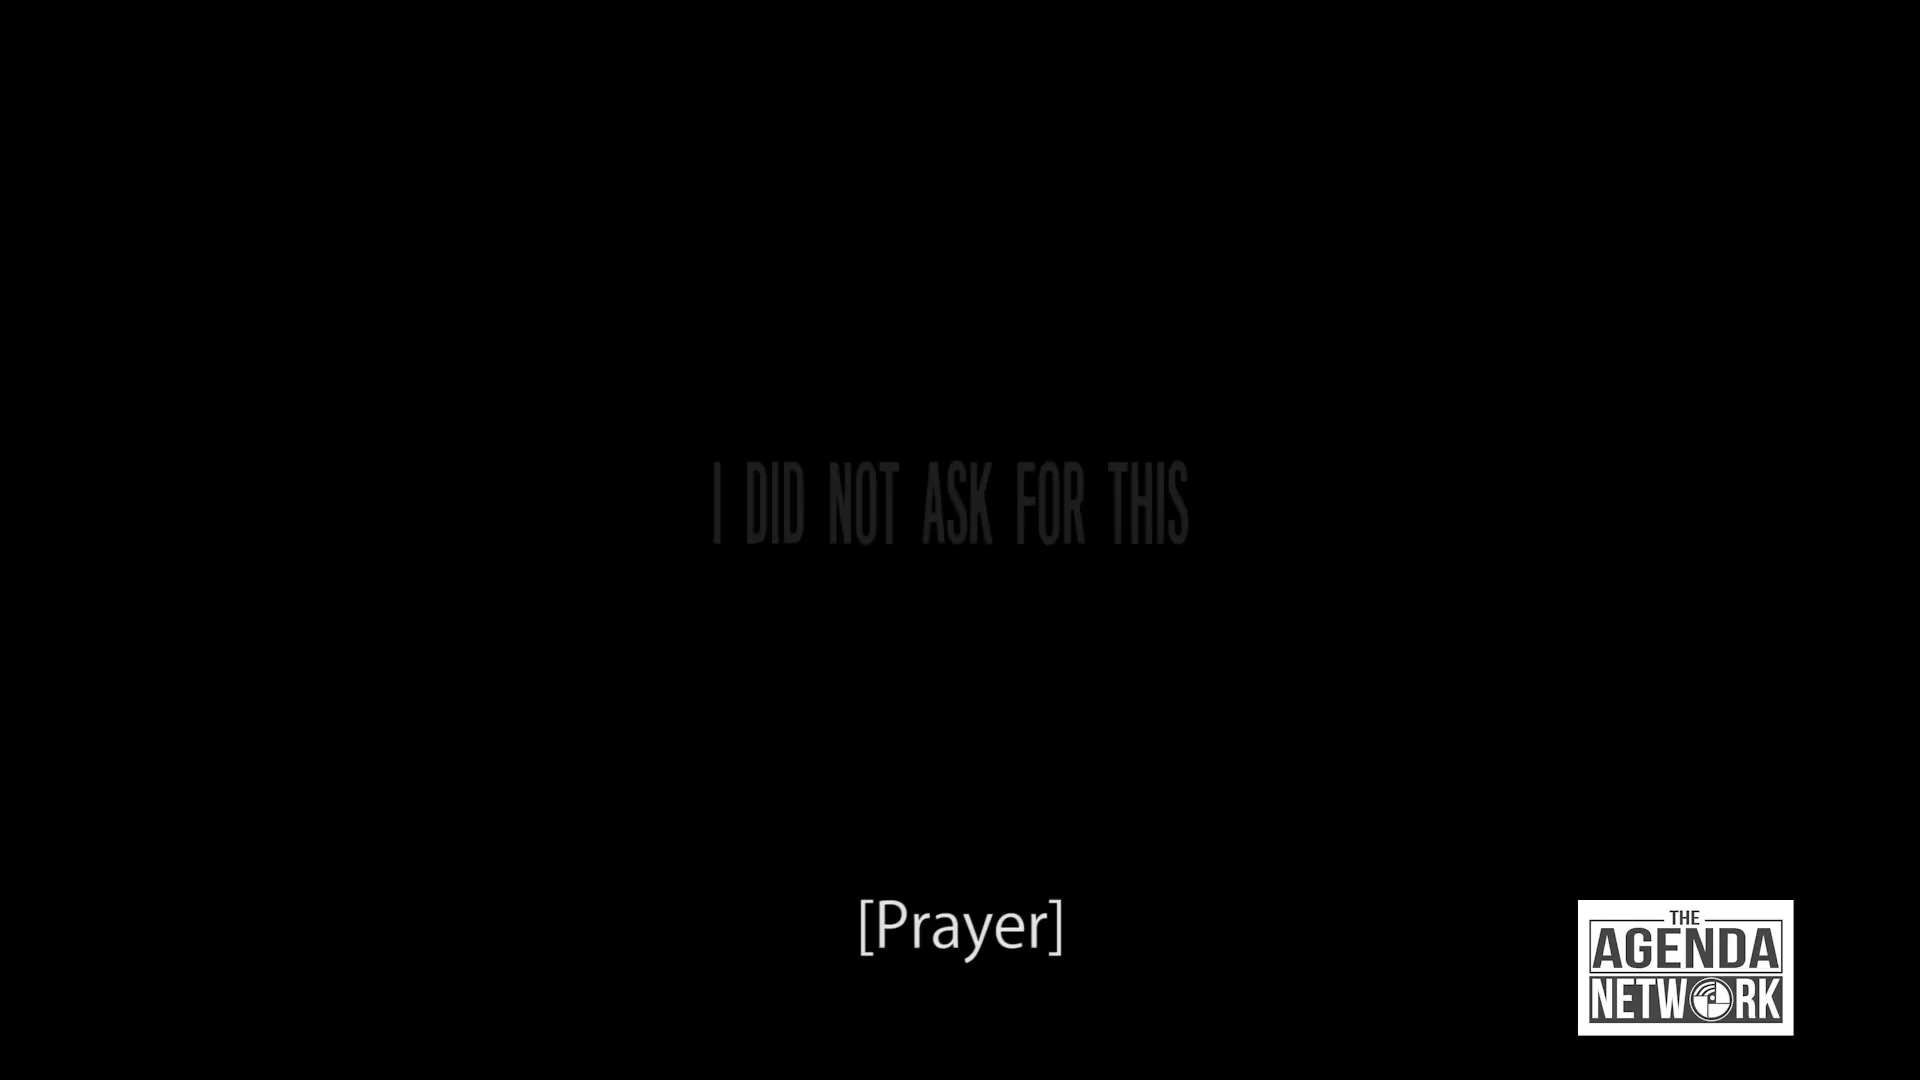 I DID NOT ASK FOR THIS
[Prayer]
THE
AGENDA
NETWORK